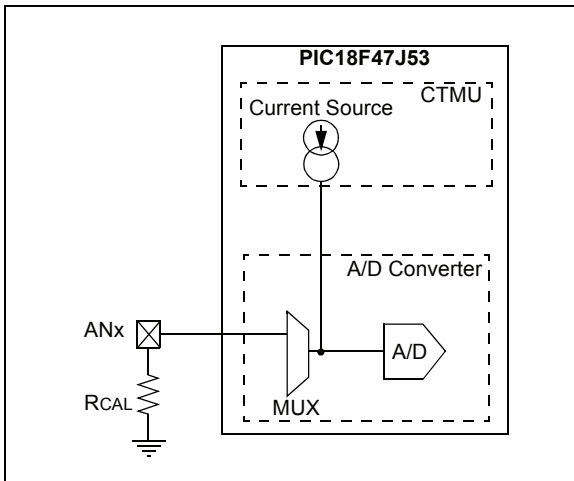 PIC18F47J53
CTMU
Current Source
A/D Converter
ANx
A/D
RCAL
MUX